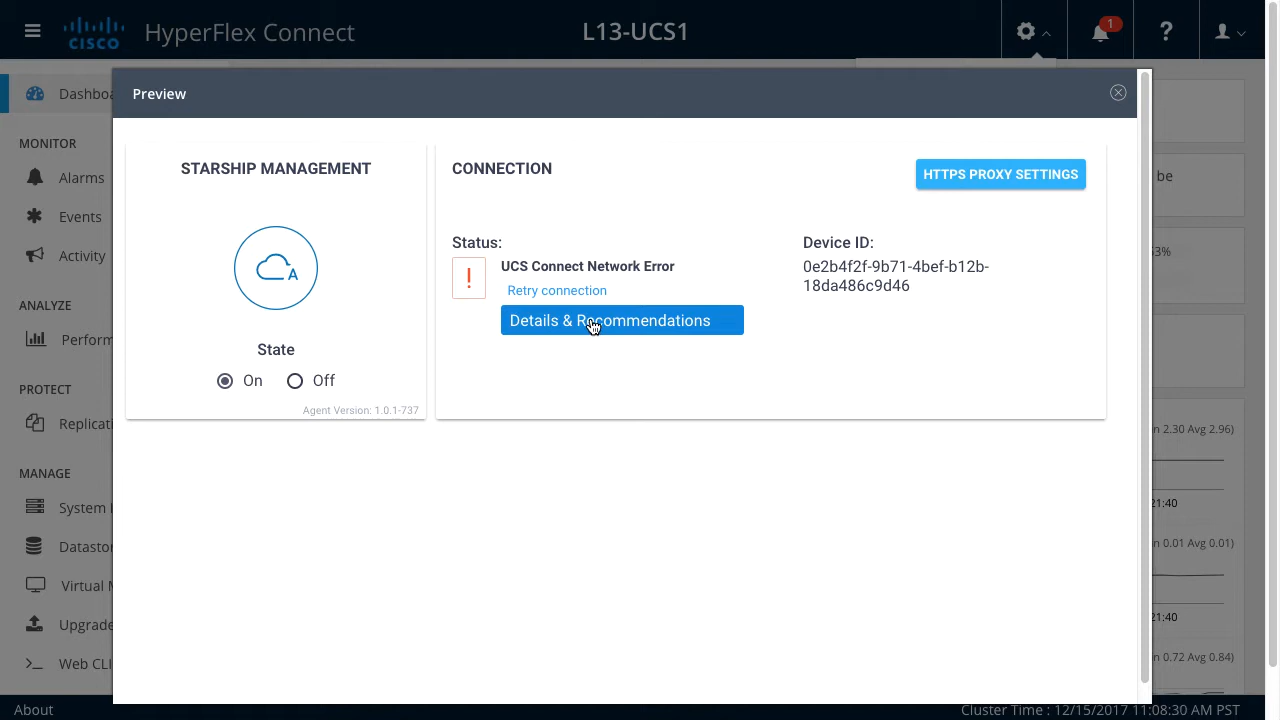 CISCO
HyperFlex Connect
L13-UCS1
1
?
Preview
STARSHIP MANAGEMENT
State
On
Off
Agent Version: 1.0.1-737
CONNECTION
HTTPS PROXY SETTINGS
Status:
!
UCS Connect Network Error
Retry connection
Details & Recommendations
Device ID:
0e2b4f2f-9b71-4bef-b12b-
18da486c9d46
Dashboa
MONITOR
Alarms
Events
Activity
ANALYZE
Perform
PROTECT
Replicati
MANAGE
System I
Datastor
Virtual M
Upgrade
Web CLI
be
3%
in 2.30 Avg 2.96)
21:40
in 0.01 Avg 0.01)
21:40
in 0.72 Avg 0.84)
About
Cluster Time : 12/15/2017 11:08:30 AM PST